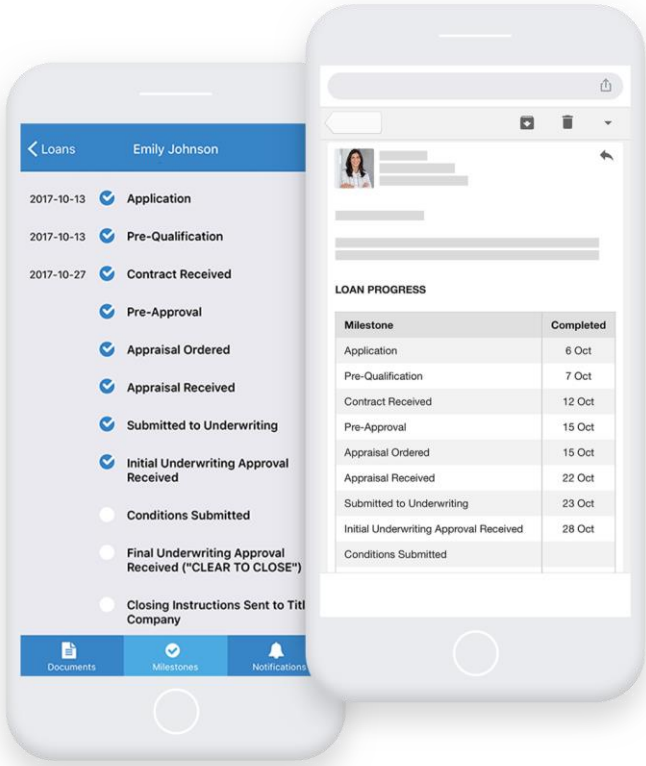 Loans Emily Johnson
2017-10-13 Application
2017-10-13 Pre-Qualification
2017-10-27 Contract Received
Pre-Approval
Appraisal Ordered
Appraisal Received
Submitted to Underwriting
Initial Underwriting Approval
Received
Conditions Submitted
Final Underwriting Approval
Received ("CLEAR TO CLOSE")
Closing Instructions Sent to Titl
Company
Documents Milestones Notifications
LOAN PROGRESS
Milestone Completed
Application 6 Oct
Pre-Qualification 7 Oct
Contract Received 12 Oct
Pre-Approval 15 Oct
Appraisal Ordered 15 Oct
Appraisal Received 22 Oct
Submitted to Underwriting 23 Oct
Initial Underwriting Approval Received 28 Oct
Conditions Submitted